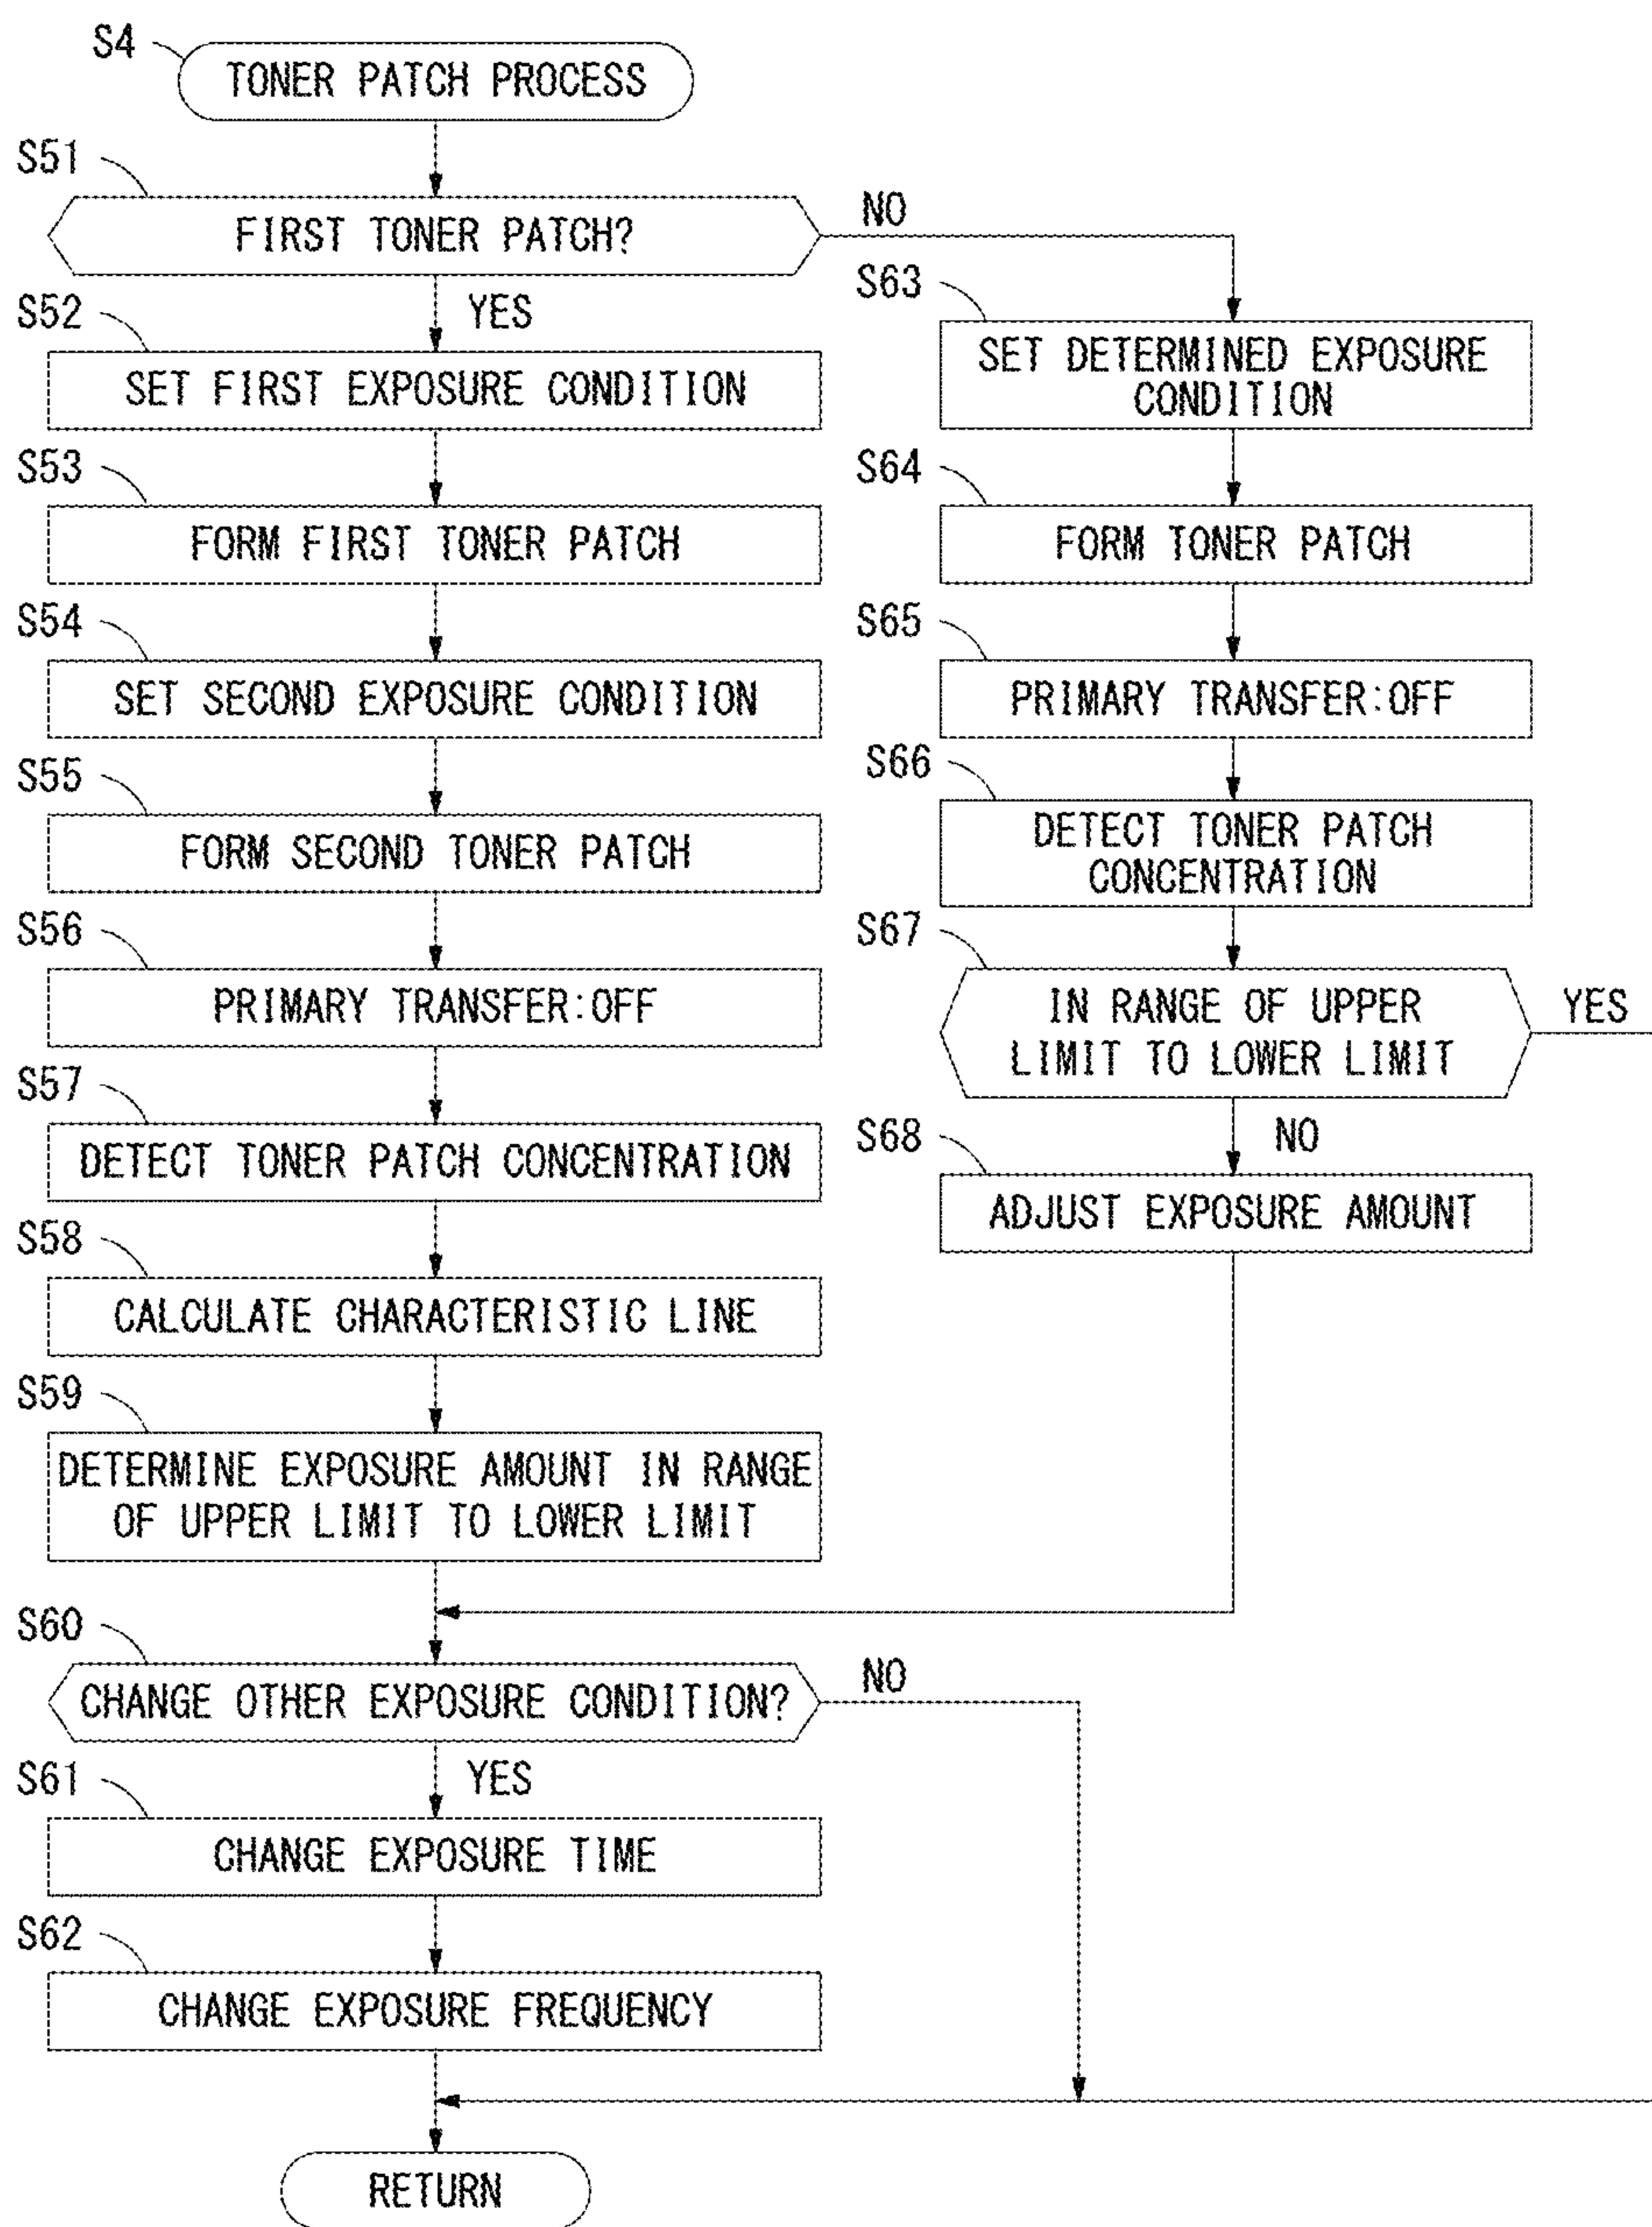 S4
TONER PATCH PROCESS
S51
FIRST TONER PATCH?
NO
YES
S52
SET FIRST EXPOSURE CONDITION
S53
FORM FIRST TONER PATCH
S54
SET SECOND EXPOSURE CONDITION
S55
FORM SECOND TONER PATCH
S56
PRIMARY TRANSFER:OFF
S57
DETECT TONER PATCH CONCENTRATION
S58
CALCULATE CHARACTERISTIC LINE
S59
DETERMINE EXPOSURE AMOUNT IN RANGE
OF UPPER LIMIT TO LOWER LIMIT
S60
CHANGE OTHER EXPOSURE CONDITION?
NO
YES
S61
CHANGE EXPOSURE TIME
S62
CHANGE EXPOSURE FREQUENCY
RETURN
S63
SET DETERMINED EXPOSURE
CONDITION
S64
FORM TONER PATCH
S65
PRIMARY TRANSFER:OFF
S66
DETECT TONER PATCH
CONCENTRATION
S67
IN RANGE OF UPPER
LIMIT TO LOWER LIMIT
YES
NO
S68
ADJUST EXPOSURE AMOUNT